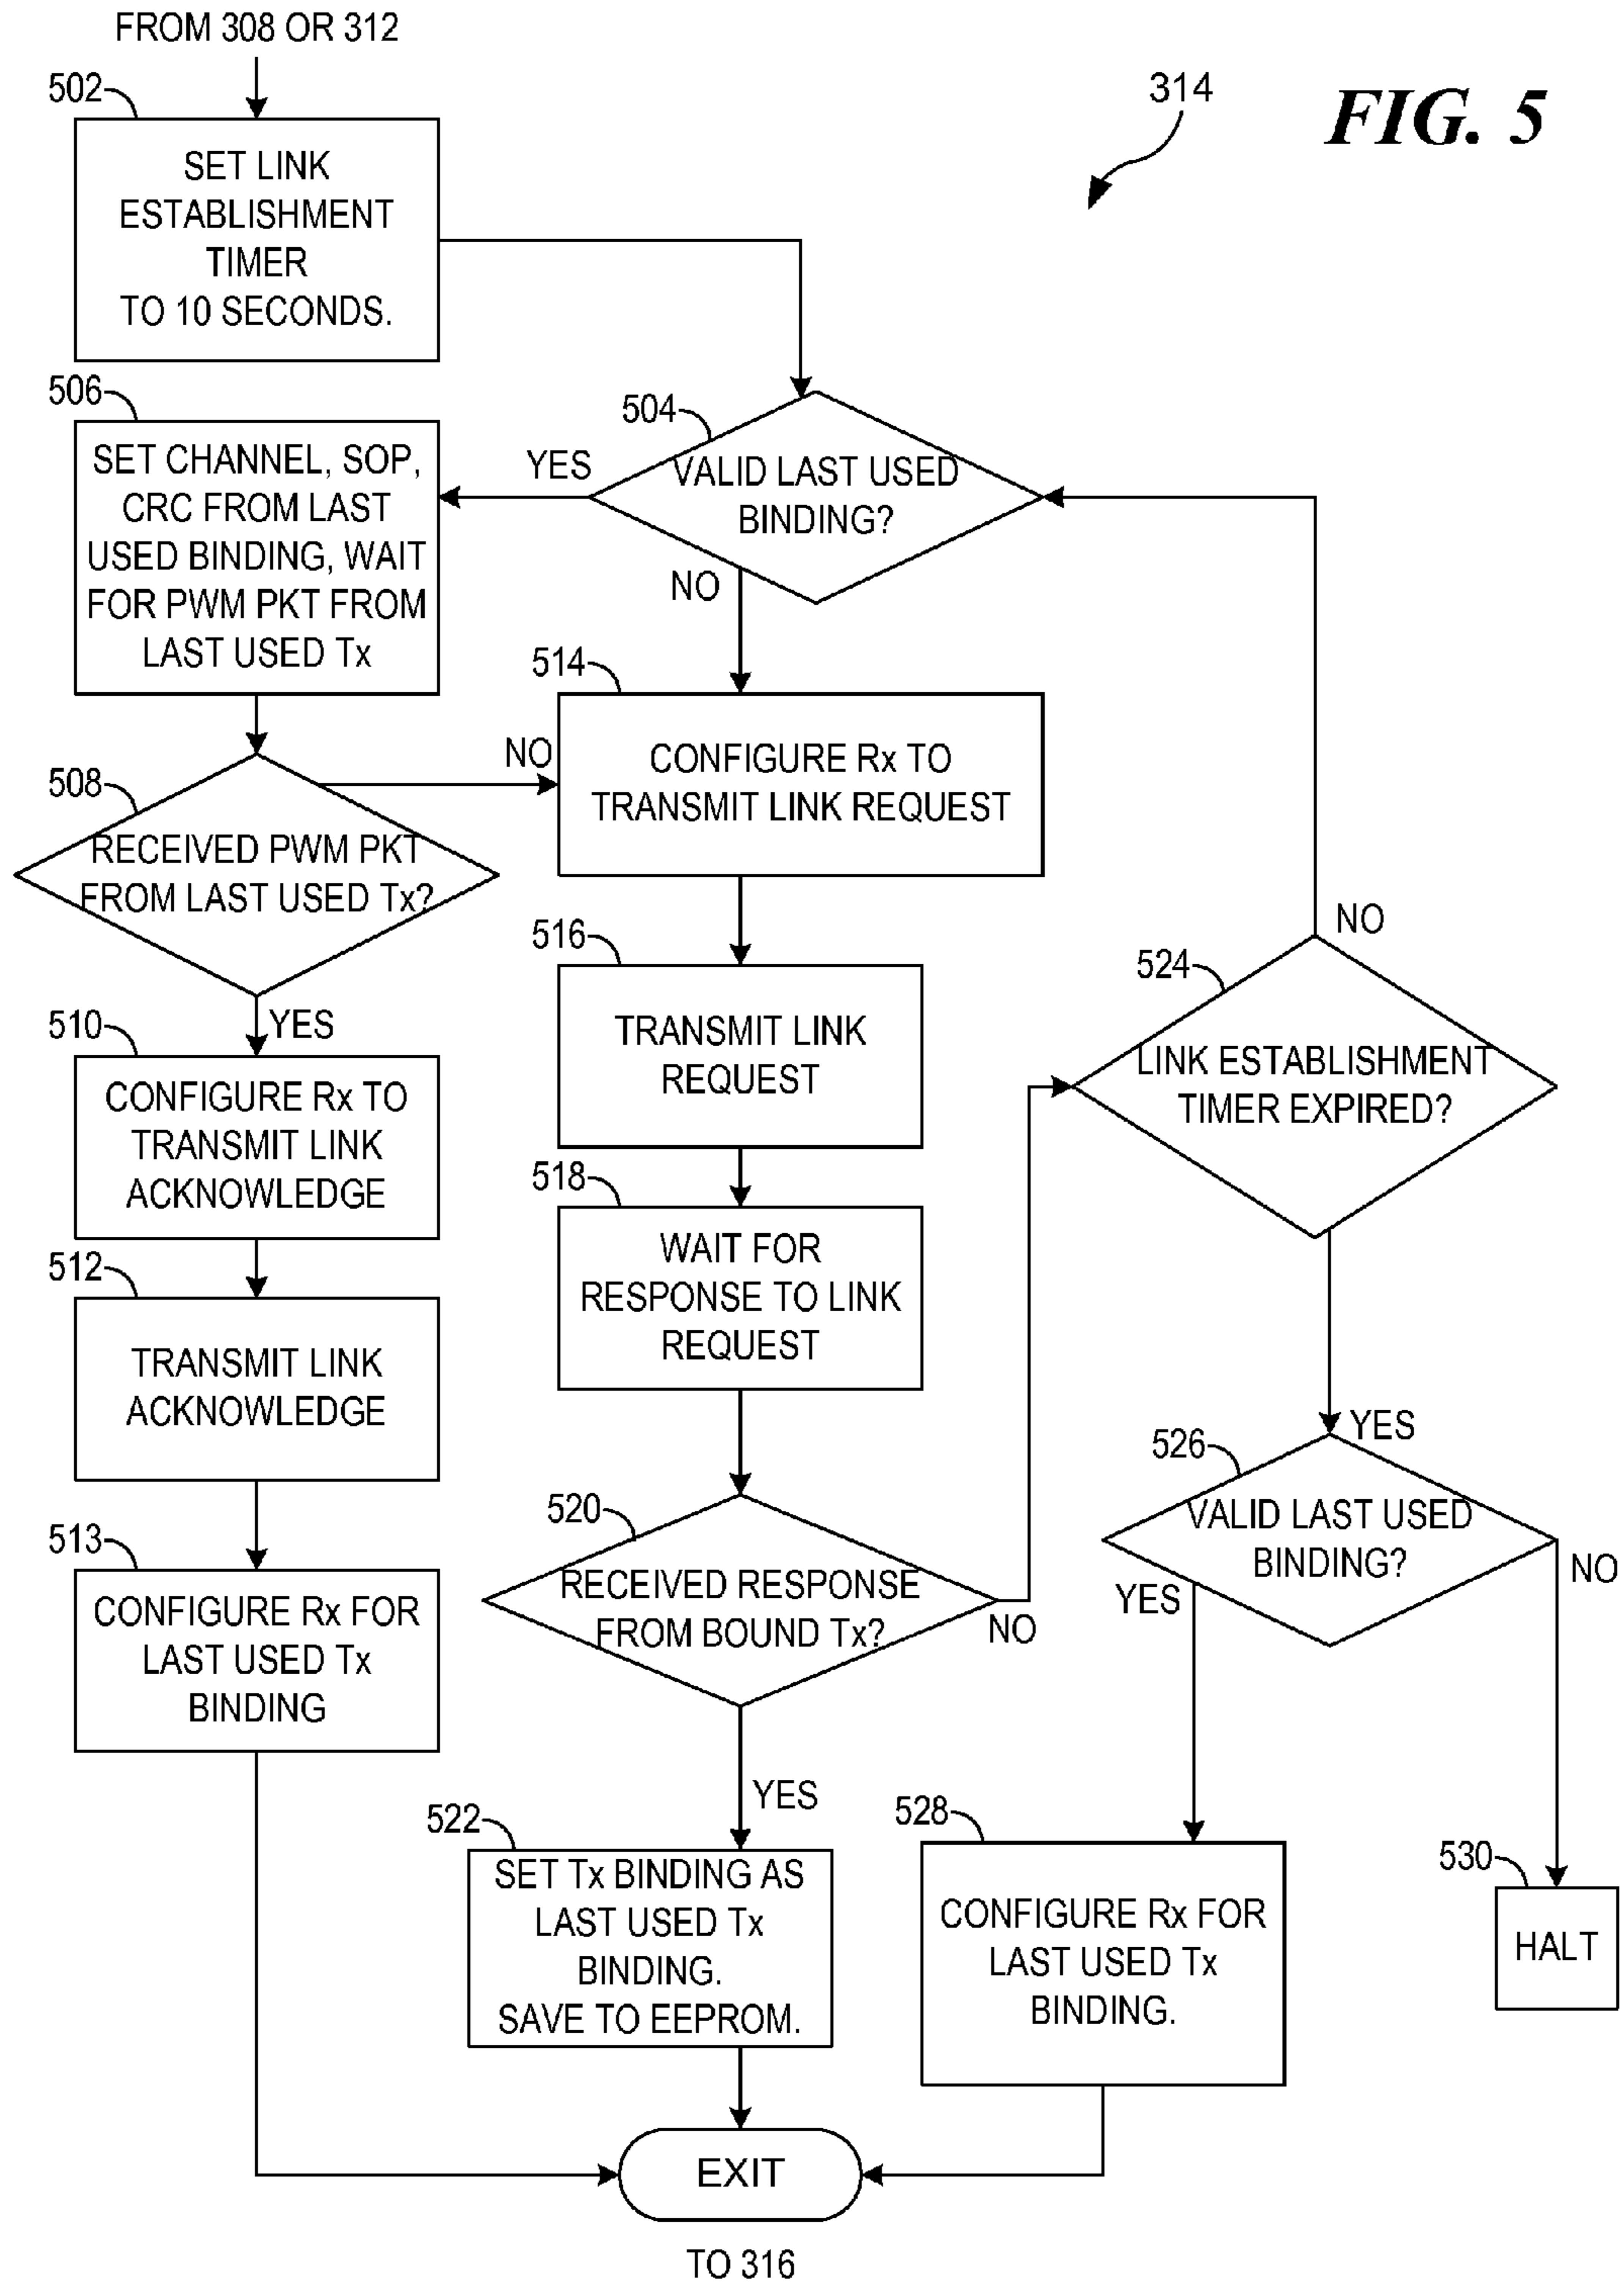 FROM 308 OR 312
314
FIG. 5
502
SET LINK
ESTABLISHMENT
TIMER
TO 10 SECONDS.
506
SET CHANNEL, SOP,
CRC FROM LAST
USED BINDING, WAIT
FOR PWM PKT FROM
LAST USED Tx
504
VALID LAST USED
BINDING?
YES
NO
514
CONFIGURE Rx TO
TRANSMIT LINK REQUEST
508
RECEIVED PWM PKT
FROM LAST USED Tx?
NO
YES
510
CONFIGURE Rx TO
TRANSMIT LINK
ACKNOWLEDGE
512
TRANSMIT LINK
ACKNOWLEDGE
513
CONFIGURE Rx FOR
LAST USED Tx
BINDING
516
TRANSMIT LINK
REQUEST
518
WAIT FOR
RESPONSE TO LINK
REQUEST
520
RECEIVED RESPONSE
FROM BOUND Tx?
NO
YES
522
SET Tx BINDING AS
LAST USED Tx
BINDING.
SAVE TO EEPROM.
524
LINK ESTABLISHMENT
TIMER EXPIRED?
NO
YES
526
VALID LAST USED
BINDING?
YES
NO
528
CONFIGURE Rx FOR
LAST USED Tx
BINDING.
530
HALT
EXIT
TO 316